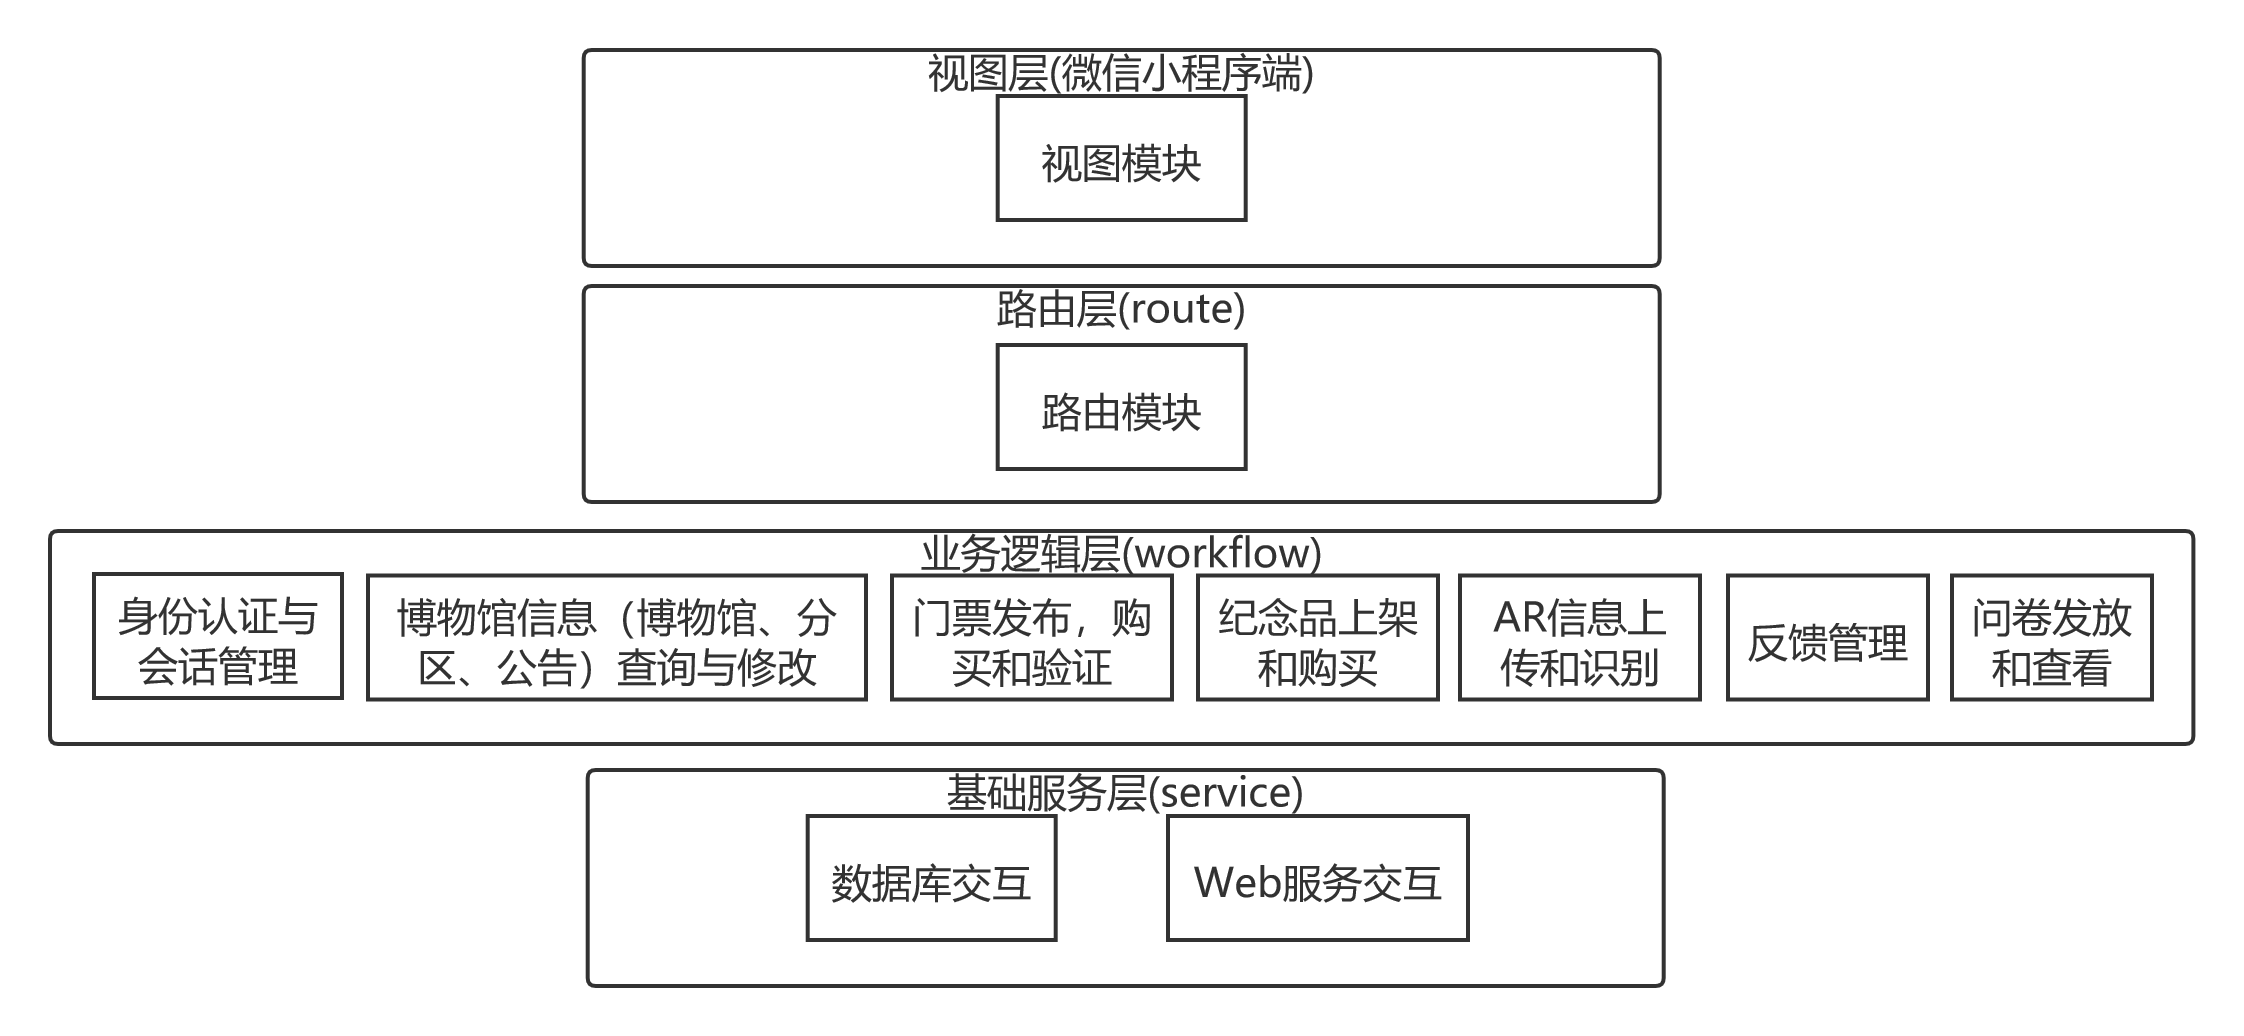 视图层(微信小程序端)
视图模块
路由层(route)
路由模块
业务逻辑层(workflow)
身份认证与
会话管理
博物馆信息（博物馆、分
区、公告）查询与修改
门票发布，购
买和验证
纪念品上架
和购买
AR信息上
传和识别
反馈管理
问卷发放
和查看
基础服务层(service)
数据库交互
Web服务交互